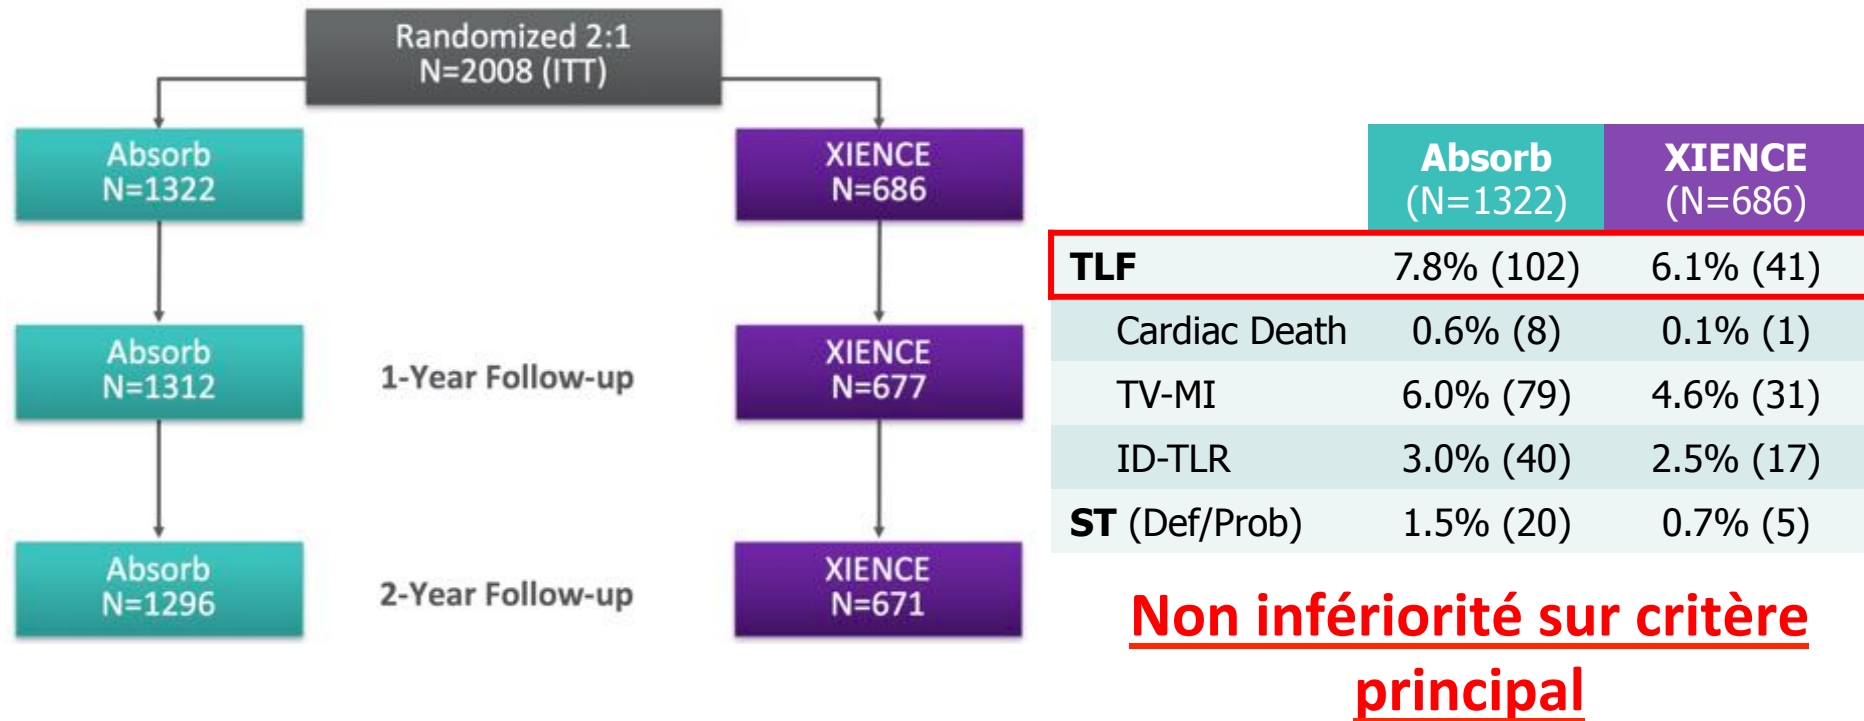 Randomized 2:1
N=2008 (ITT)
Absorb
N=1322
XIENCE
N=686
Absorb
N=1312
1-Year Follow-up
XIENCE
N=677
Absorb
N=1296
2-Year Follow-up
XIENCE
N=671
Absorb (N=1322) XIENCE (N=686)
TLF 7.8% (102) 6.1% (41)
Cardiac Death 0.6% (8) 0.1% (1)
TV-MI 6.0% (79) 4.6% (31)
ID-TLR 3.0% (40) 2.5% (17)
ST (Def/Prob) 1.5% (20) 0.7% (5)
Non infériorité sur critère
principal